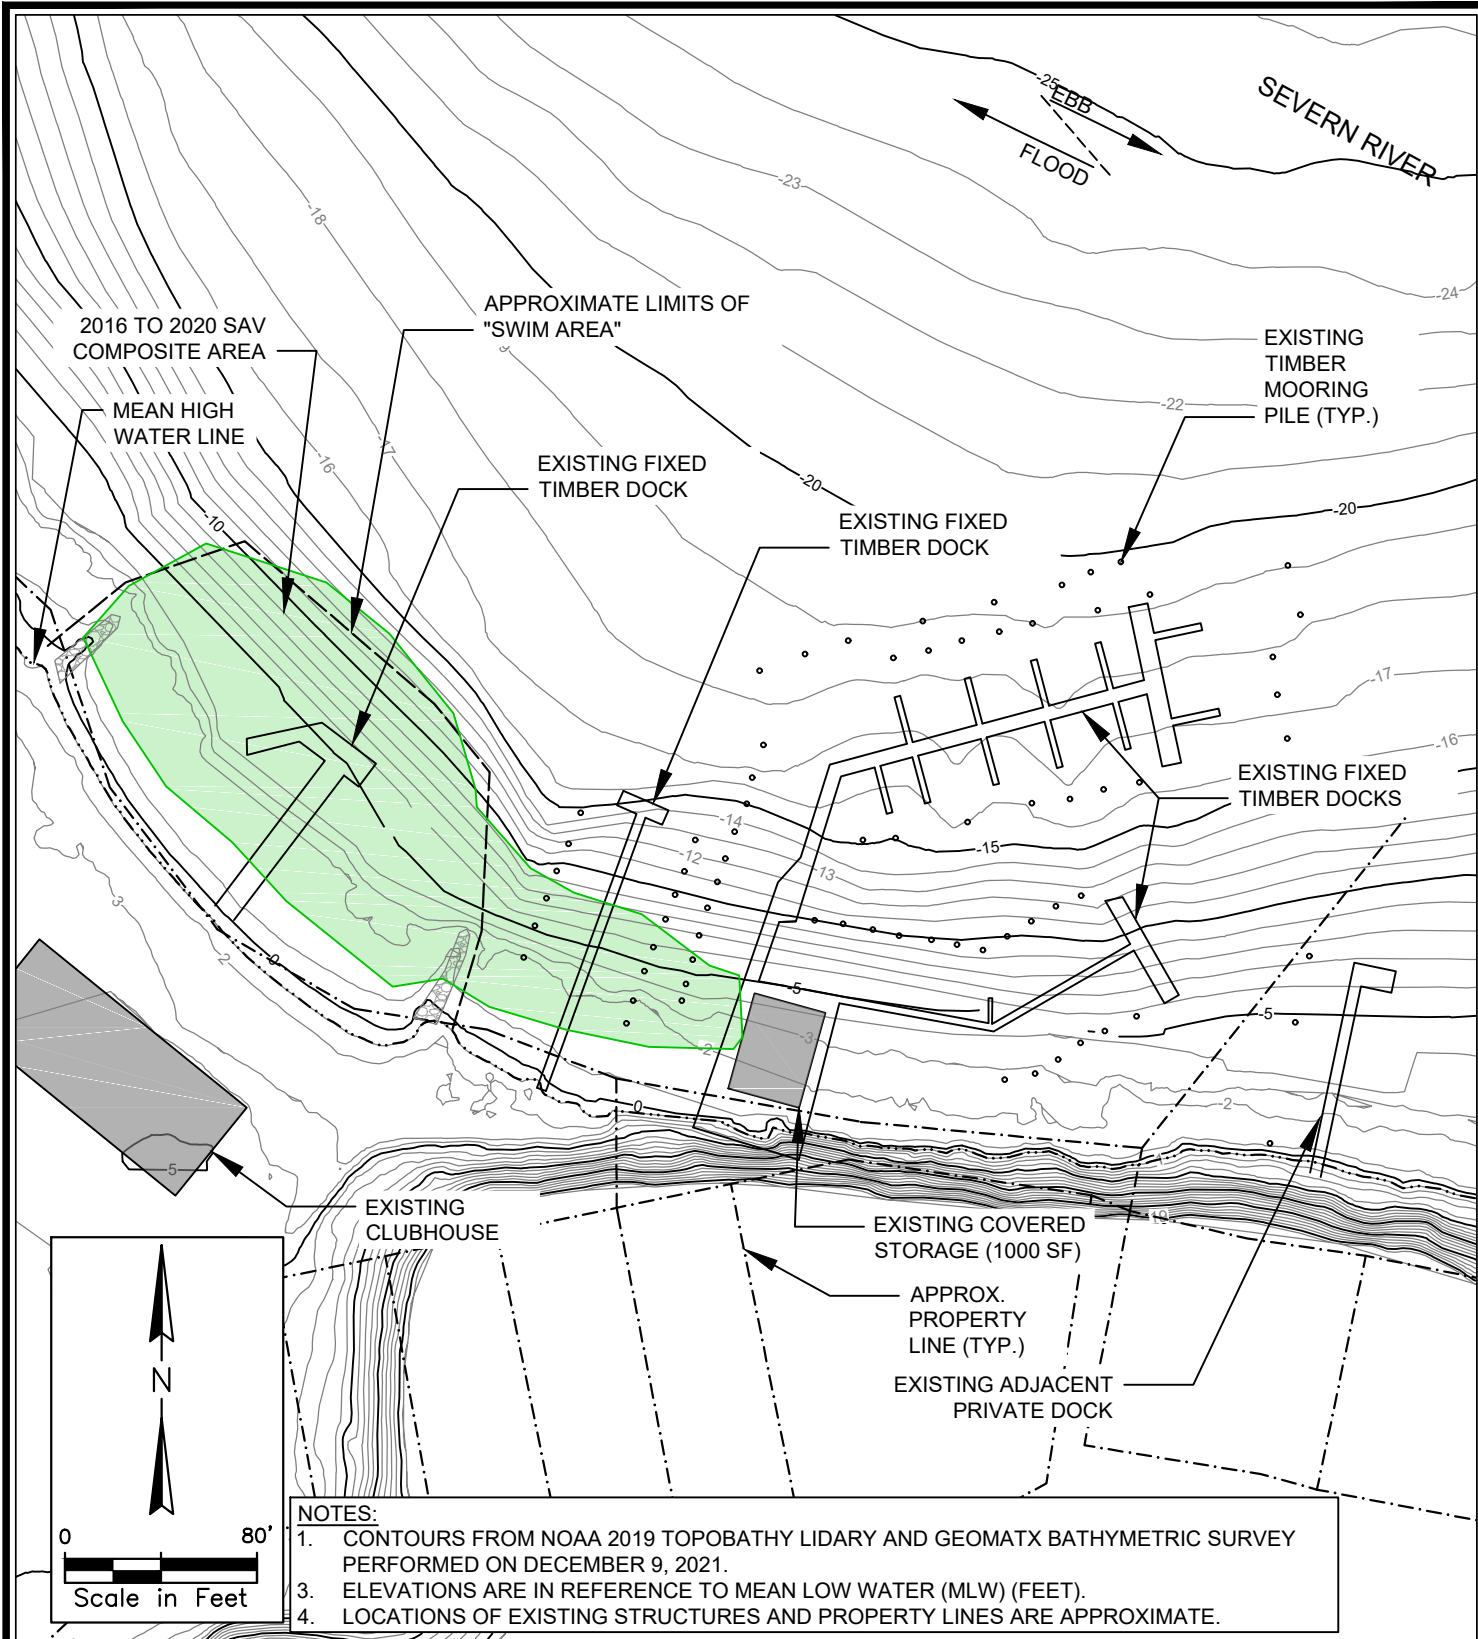 -25
EBB
FLOOD
SEVERN RIVER
-23
-18
-24
APPROXIMATE LIMITS OF
"SWIM AREA"
2016 TO 2020 SAV
COMPOSITE AREA
EXISTING
TIMBER
MOORING
PILE (TYP.)
MEAN HIGH
WATER LINE
-22
-17
-16
EXISTING FIXED
TIMBER DOCK
-20
-10
EXISTING FIXED
TIMBER DOCK
-20
-17
-16
EXISTING FIXED
TIMBER DOCKS
-14
-15
-12
-13
3
2
0
-5
-3
-2
-5
-2
0
1
5
EXISTING
CLUBHOUSE
19
EXISTING COVERED
STORAGE (1000 SF)
APPROX.
PROPERTY
LINE (TYP.)
EXISTING ADJACENT
PRIVATE DOCK
N
0 80'
Scale in Feet
NOTES:
1. CONTOURS FROM NOAA 2019 TOPOBATHY LIDARY AND GEOMATX BATHYMETRIC SURVEY
PERFORMED ON DECEMBER 9, 2021.
3. ELEVATIONS ARE IN REFERENCE TO MEAN LOW WATER (MLW) (FEET).
4. LOCATIONS OF EXISTING STRUCTURES AND PROPERTY LINES ARE APPROXIMATE.